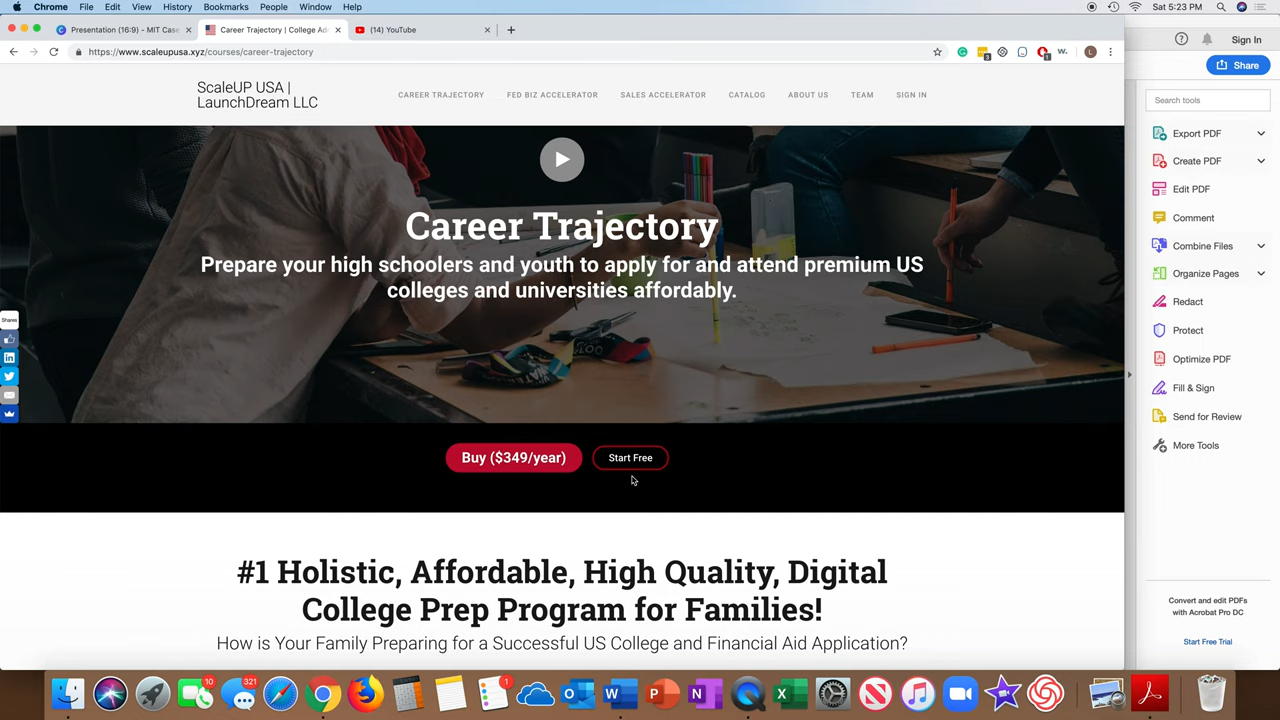 Chrome File Edit View History Bookmarks People Window Help
Sat 5:23 PM
Presentation (16:9) - MIT Case
Career Trajectory | College Ad
(14) YouTube
https://www.scaleupusa.xyz/courses/career-trajectory
Sign In
Share
ScaleUP USA |
LaunchDream LLC
CAREER TRAJECTORY FED BIZ ACCELERATOR SALES ACCELERATOR CATALOG ABOUT US TEAM SIGN IN
Career Trajectory
Prepare your high schoolers and youth to apply for and attend premium US
colleges and universities affordably.
Shares
Buy ($349/year)
Start Free
#1 Holistic, Affordable, High Quality, Digital
College Prep Program for Families!
How is Your Family Preparing for a Successful US College and Financial Aid Application?
Search tools
Export PDF
Create PDF
Edit PDF
Comment
Combine Files
Organize Pages
Redact
Protect
Optimize PDF
Fill & Sign
Send for Review
More Tools
Convert and edit PDFs
with Acrobat Pro DC
Start Free Trial
10
321
1